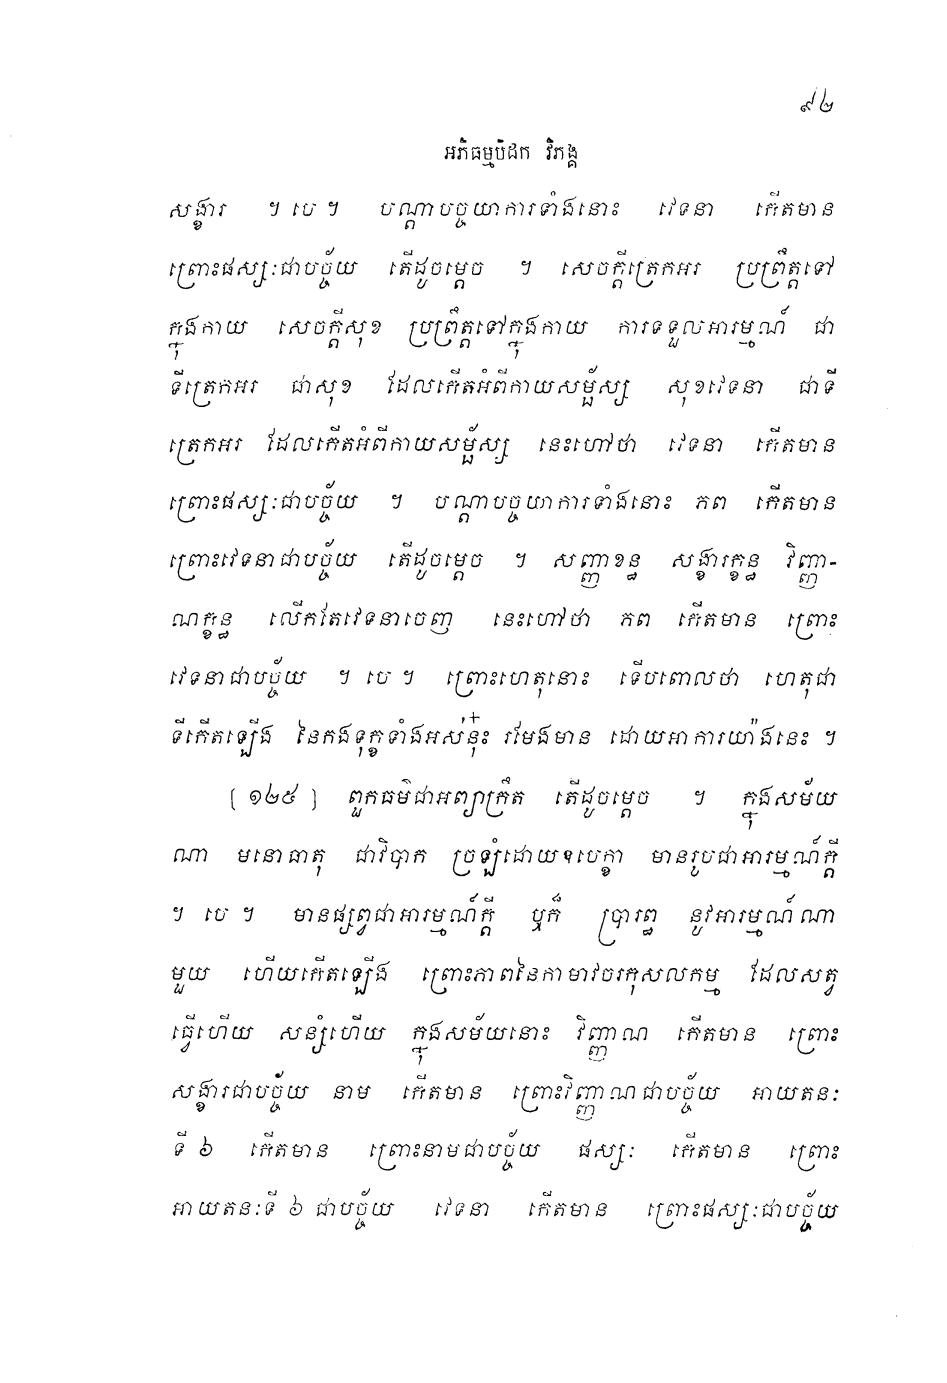 ៩២
អភិធម្មបិដក វិភង្គ
សង្ខារ ។ បេ ។ បណ្តាបច្ចយាការទាំងនោះ វេទនា កើតមាន
ព្រោះផស្សៈជាបច្ច័យ តើដូចម្តេច ។ សេចក្តីត្រេកអរ ប្រព្រឹត្តទៅ
ក្នុងកាយ សេចក្តីសុខ ប្រព្រឹត្តទៅក្នុងកាយ ការទទួលអារម្មណ៍ ជា
ទីត្រេកអរ ជាសុខ ដែលកើតអំពីកាយសម្ផ័ស្ស សុខវេទនា ជាទី
ត្រេកអរ ដែលកើតអំពីកាយសម្ផ័ស្ស នេះហៅថា វេទនា កើតមាន
ព្រោះផស្សៈជាបច្ច័យ ។ បណ្តាបច្ចយាការទាំងនោះ ភព កើតមាន
ព្រោះវេទនាជាបច្ច័យ តើដូចម្តេច ។ សញ្ញាខន្ធ សង្ខារក្ខន្ធ វិញ្ញា-
ណក្ខន្ធ លើកតែវេទនាចេញ នេះហៅថា ភព កើតមាន ព្រោះ
វេទនាជាបច្ច័យ ។ បេ ។ ព្រោះហេតុនោះ ទើបពោលថា ហេតុជា
ទីកើតឡើង នៃកងទុក្ខទាំងអស់នុ៎ះ រមែងមាន ដោយអាការយ៉ាងនេះ ។
[ ១២៥ ] ពួកធម៌ជាអព្យាក្រឹត តើដូចម្តេច ។ ក្នុងសម័យ
ណា មនោធាតុ ជាវិបាក ច្រឡំដោយឧបេក្ខា មានរូបជាអារម្មណ៍ក្តី
។ បេ ។ មានផ្សព្វជាអារម្មណ៍ក្តី ឬក៏ ប្រារព្ធ នូវអារម្មណ៍ណា
មួយ ហើយកើតឡើង ព្រោះភាពនៃកាមាវចរកុសលកម្ម ដែលសត្វ
ធ្វើហើយ សន្សំហើយ ក្នុងសម័យនោះ វិញ្ញាណ កើតមាន ព្រោះ
សង្ខារជាបច្ច័យ នាម កើតមាន ព្រោះវិញ្ញាណជាបច្ច័យ អាយតនៈ
ទី ៦ កើតមាន ព្រោះនាមជាបច្ច័យ ផស្សៈ កើតមាន ព្រោះ
អាយតនៈទី ៦ ជាបច្ច័យ វេទនា កើតមាន ព្រោះផស្សៈជាបច្ច័យ